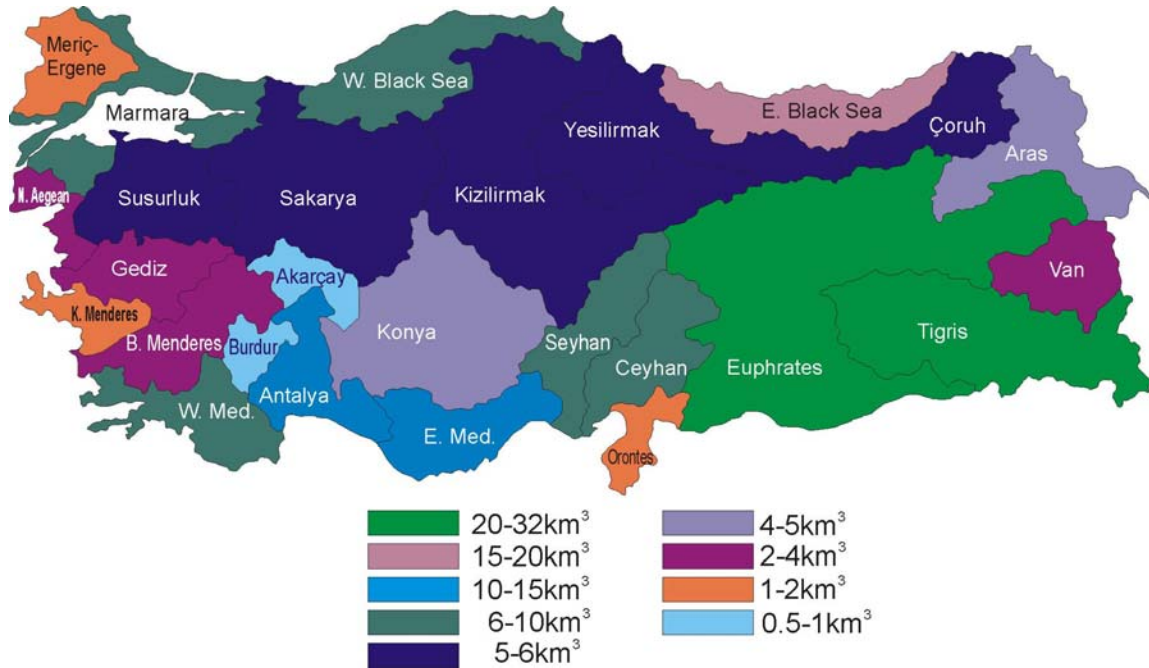 Meriç-
Ergene
Marmara
W. Black Sea
E. Black Sea
Yesilirmak
Çoruh
Aras
N. Aegean
Susurluk
Sakarya
Kizilirmak
Gediz
Akarçay
Van
K. Menderes
B. Menderes
Burdur
Konya
Seyhan
Tigris
Ceyhan
Euphrates
Antalya
W. Med.
E. Med.
Orontes
20-32km³
15-20km³
10-15km³
6-10km³
5-6km³
4-5km³
2-4km³
1-2km³
0.5-1km³